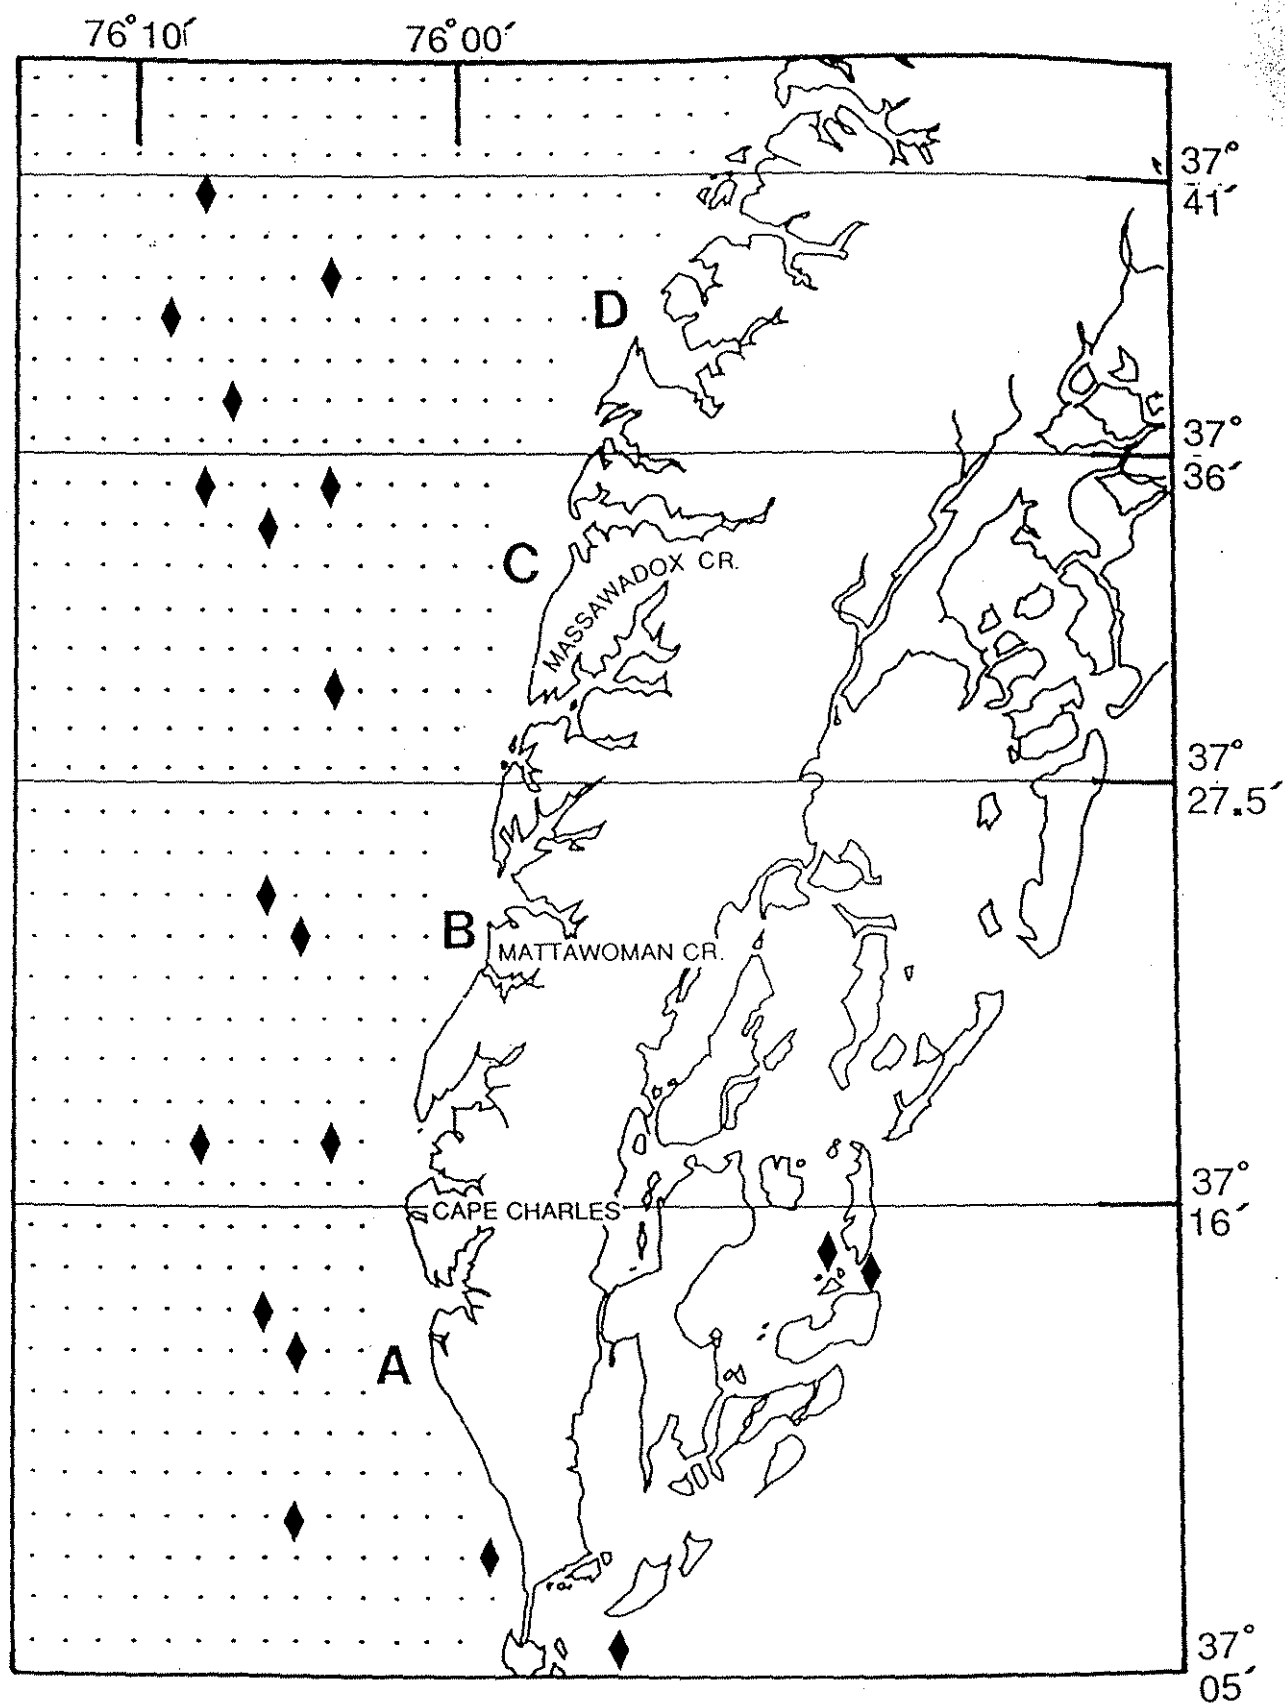 76°10′
76°00′
37°
41′
D
37°
36′
C
MASSAWADOX CR.
37°
27.5′
B
MATTAWOMAN CR.
37°
16′
CAPE CHARLES
A
37°
05′